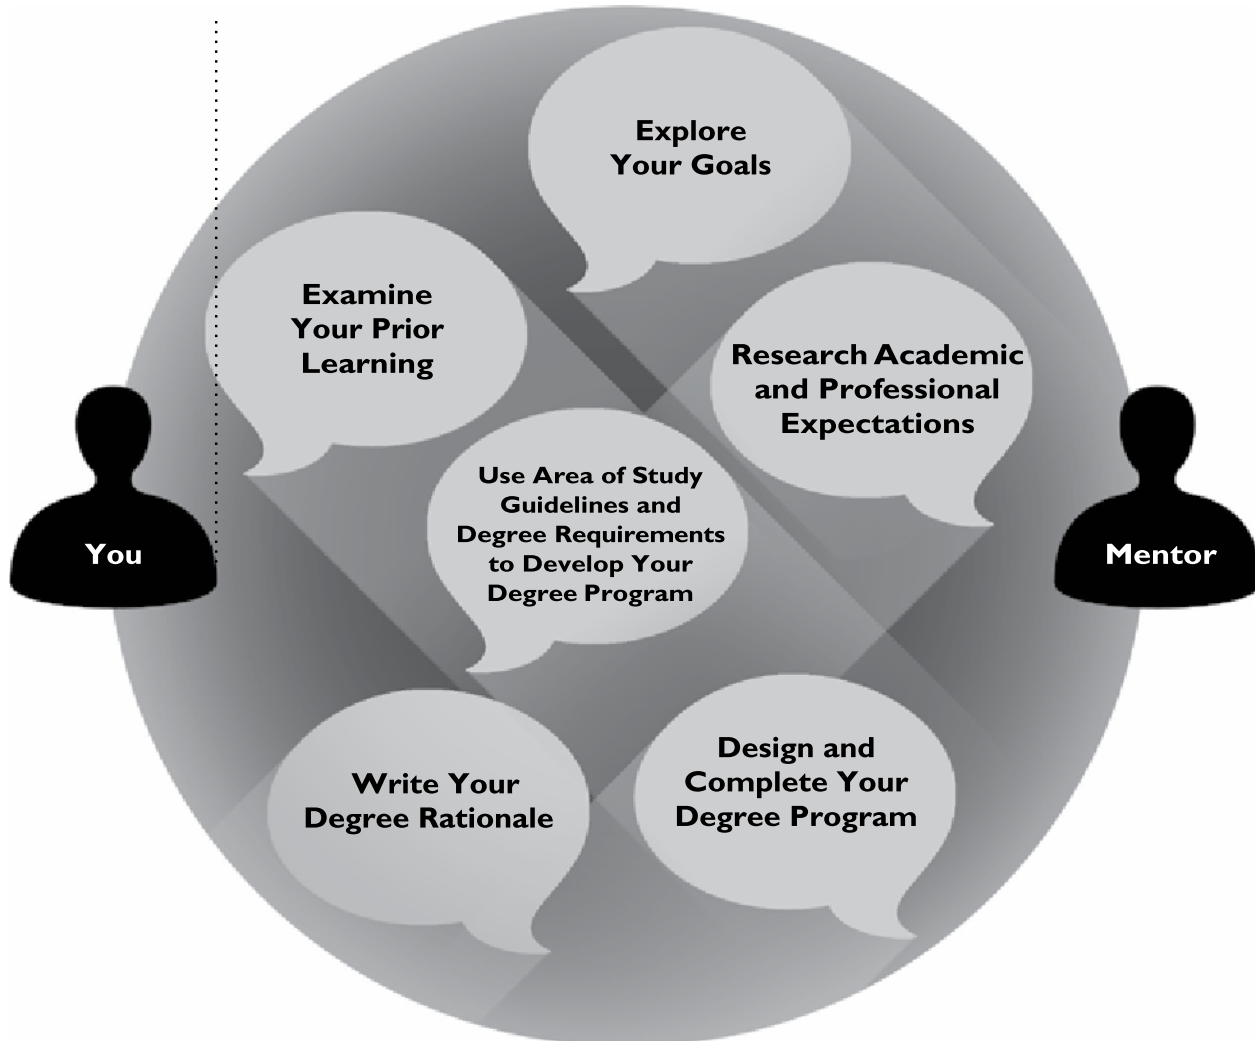 Explore
Your Goals
Examine
Your Prior
Learning
Research Academic
and Professional
Expectations
Use Area of Study
Guidelines and
Degree Requirements
to Develop Your
Degree Program
You
Mentor
Write Your
Degree Rationale
Design and
Complete Your
Degree Program